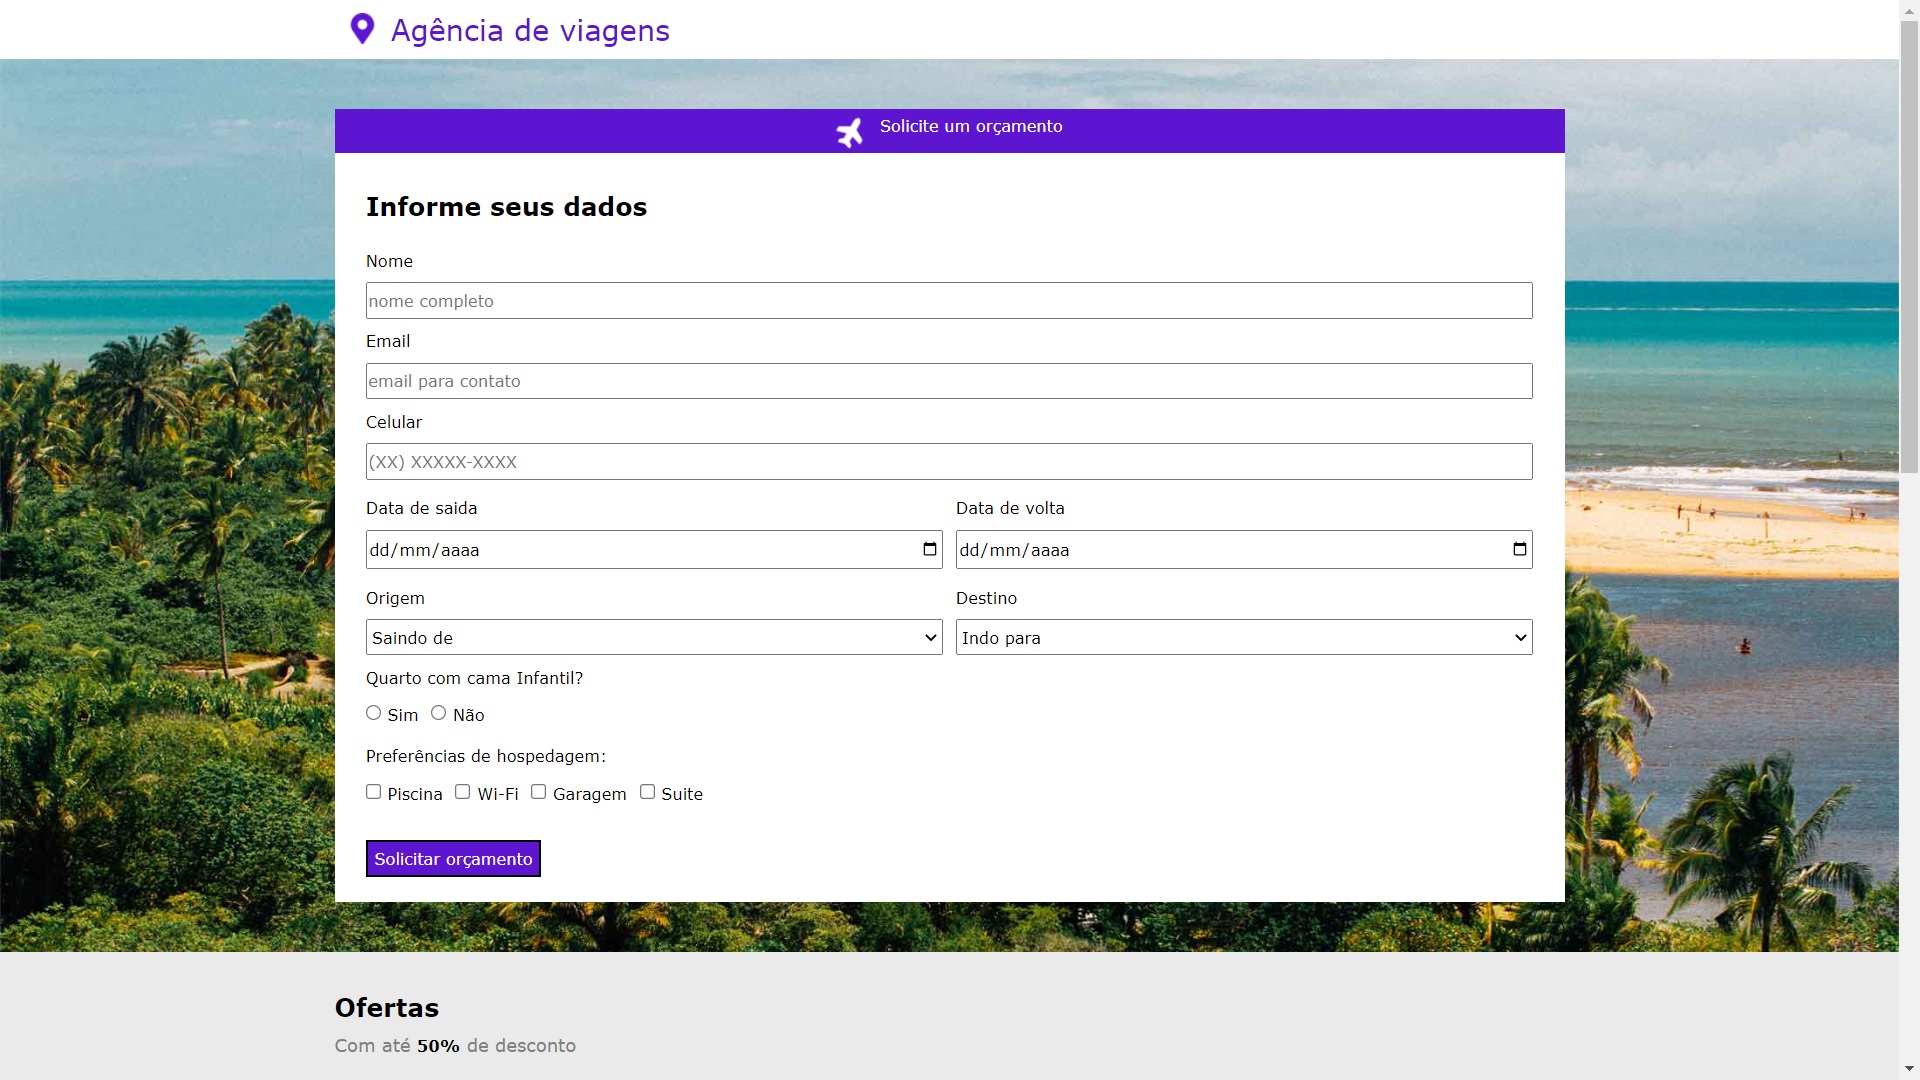 Agência de viagens
Solicite um orçamento
Informe seus dados
Nome
nome completo
Email
email para contato
Celular
(XX) XXXXX-XXXX
Data de saida Data de volta
dd/mm/aaaa dd/mm/aaaa
Origem Destino
Saindo de Indo para
Quarto com cama Infantil?
Sim Não
Preferências de hospedagem:
Piscina Wi-Fi Garagem Suite
Solicitar orçamento
Ofertas
Com até 50% de desconto